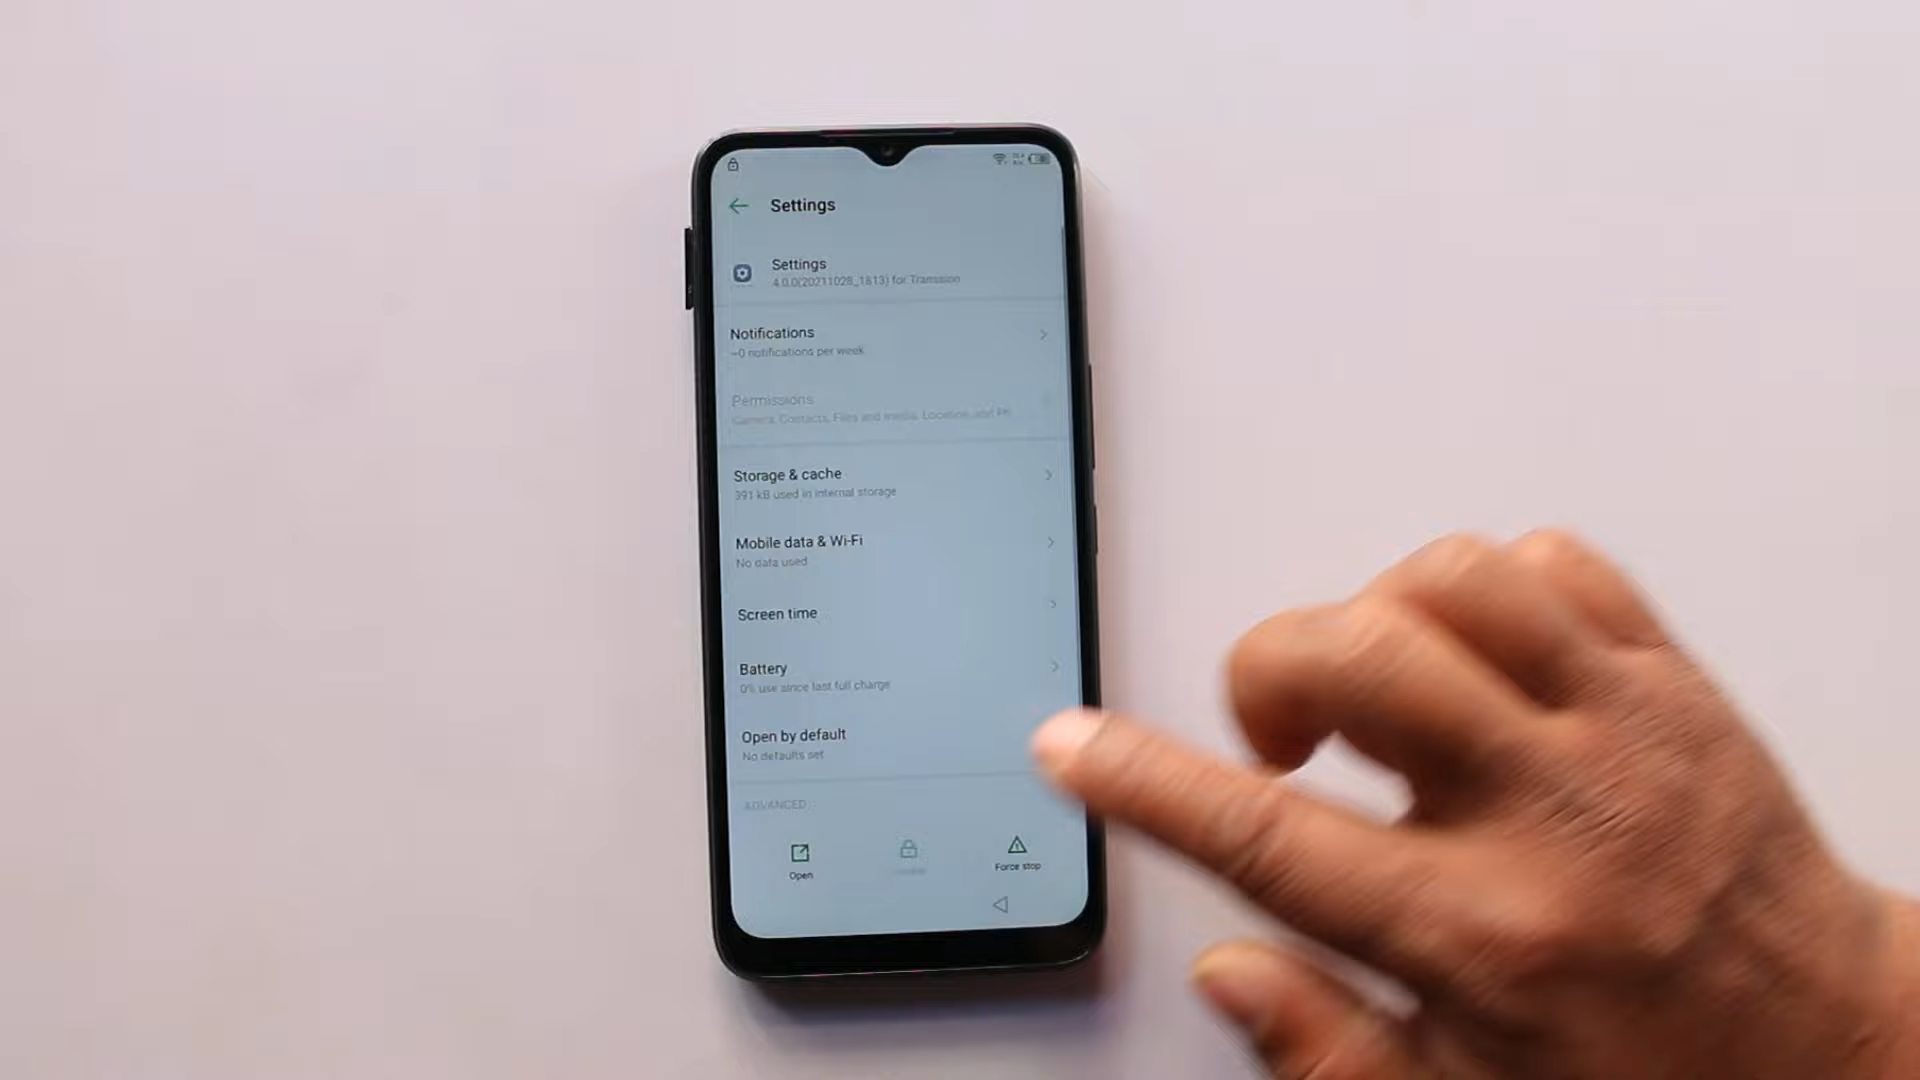 Settings
Settings
4.0.0(20211028_1813) for Transsion
Notifications
~0 notifications per week
Permissions
Camera, Contacts, Files and media, Location, and Ph
Storage & cache
391 kB used in internal storage
Mobile data & Wi-Fi
No data used
Screen time
Battery
0% use since last full charge
Open by default
No defaults set
ADVANCED
Open
Force stop